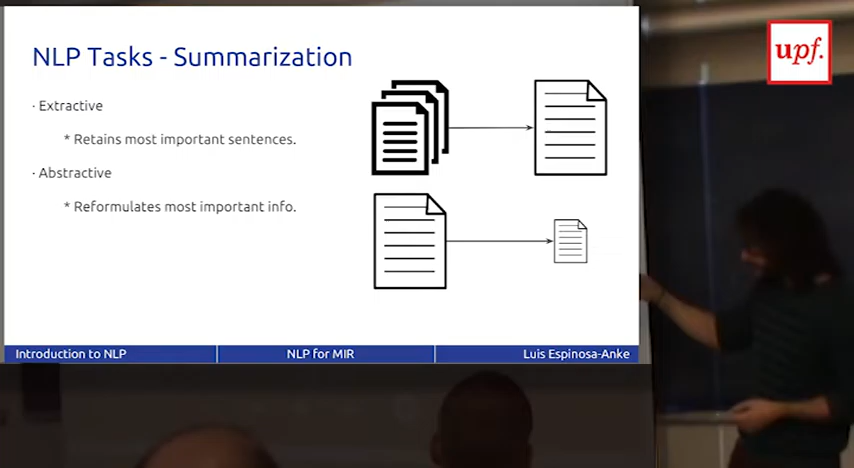 NLP Tasks - Summarization
· Extractive
* Retains most important sentences.
· Abstractive
* Reformulates most important info.
Introduction to NLP
NLP for MIR
Luis Espinosa-Anke
upf.